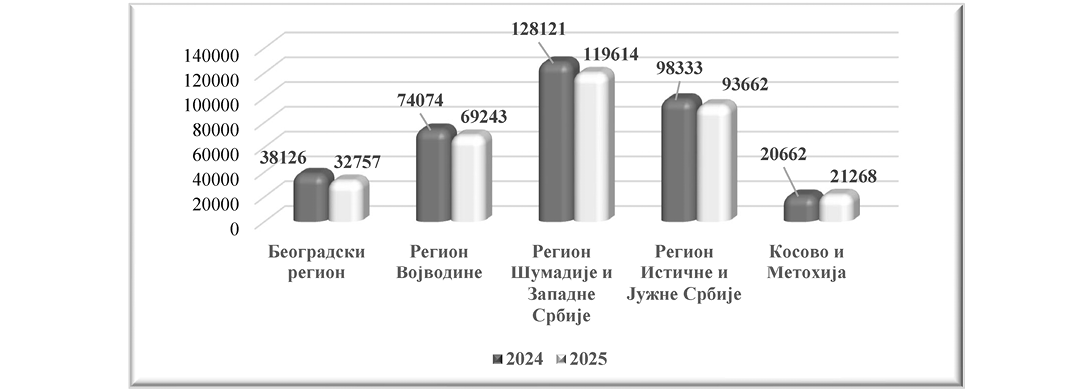 140000
120000
100000
80000
60000
40000
20000
0
38126
32757
74074
69243
128121
119614
98333
93662
20662
21268
Београдски
регион
Регион
Војводине
Регион
Шумадије и
Западне
Србије
Регион
Источне и
Јужне Србије
Косово и
Метохија
2024
2025